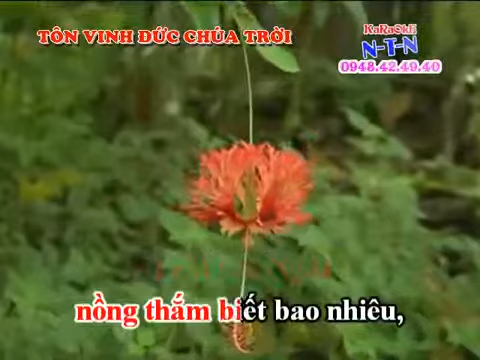 TÔN VINH ĐỨC CHÚA TRỜI
KaRaOkE
N-T-N
0948.42.49.40
nồng thắm biết bao nhiêu,